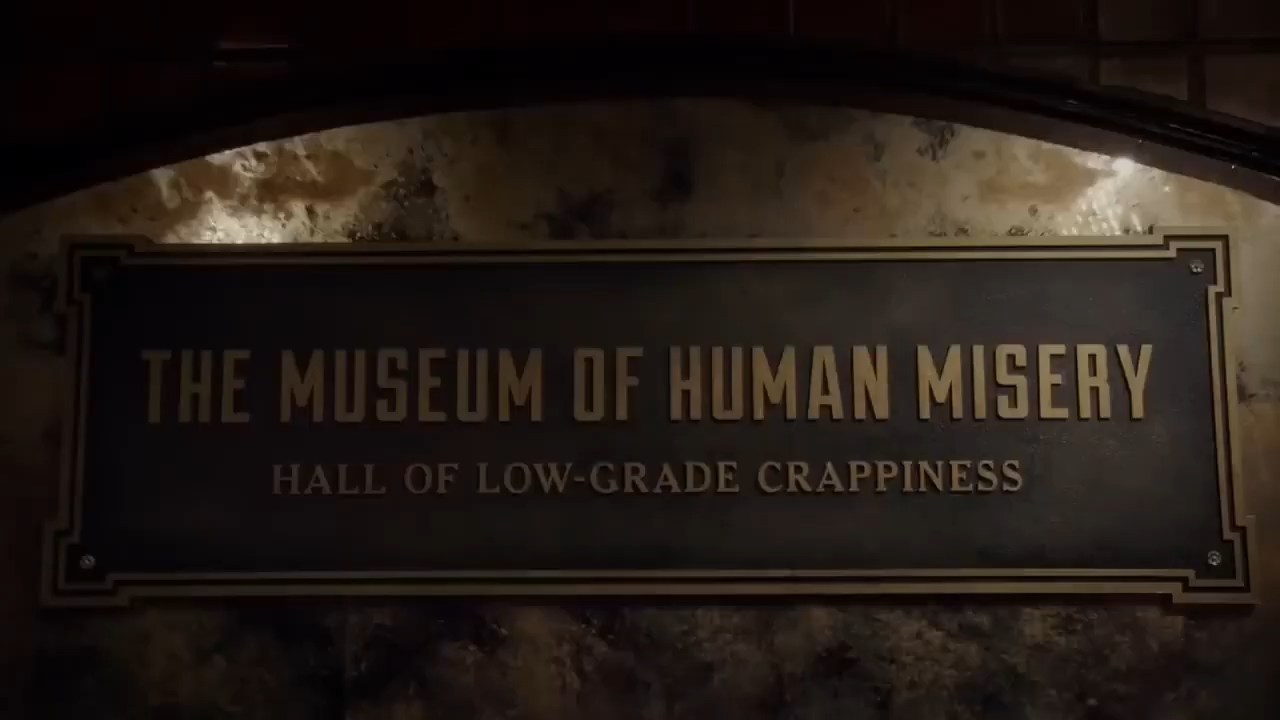 THE MUSEUM OF HUMAN MISERY
HALL OF LOW-GRADE CRAPPINESS